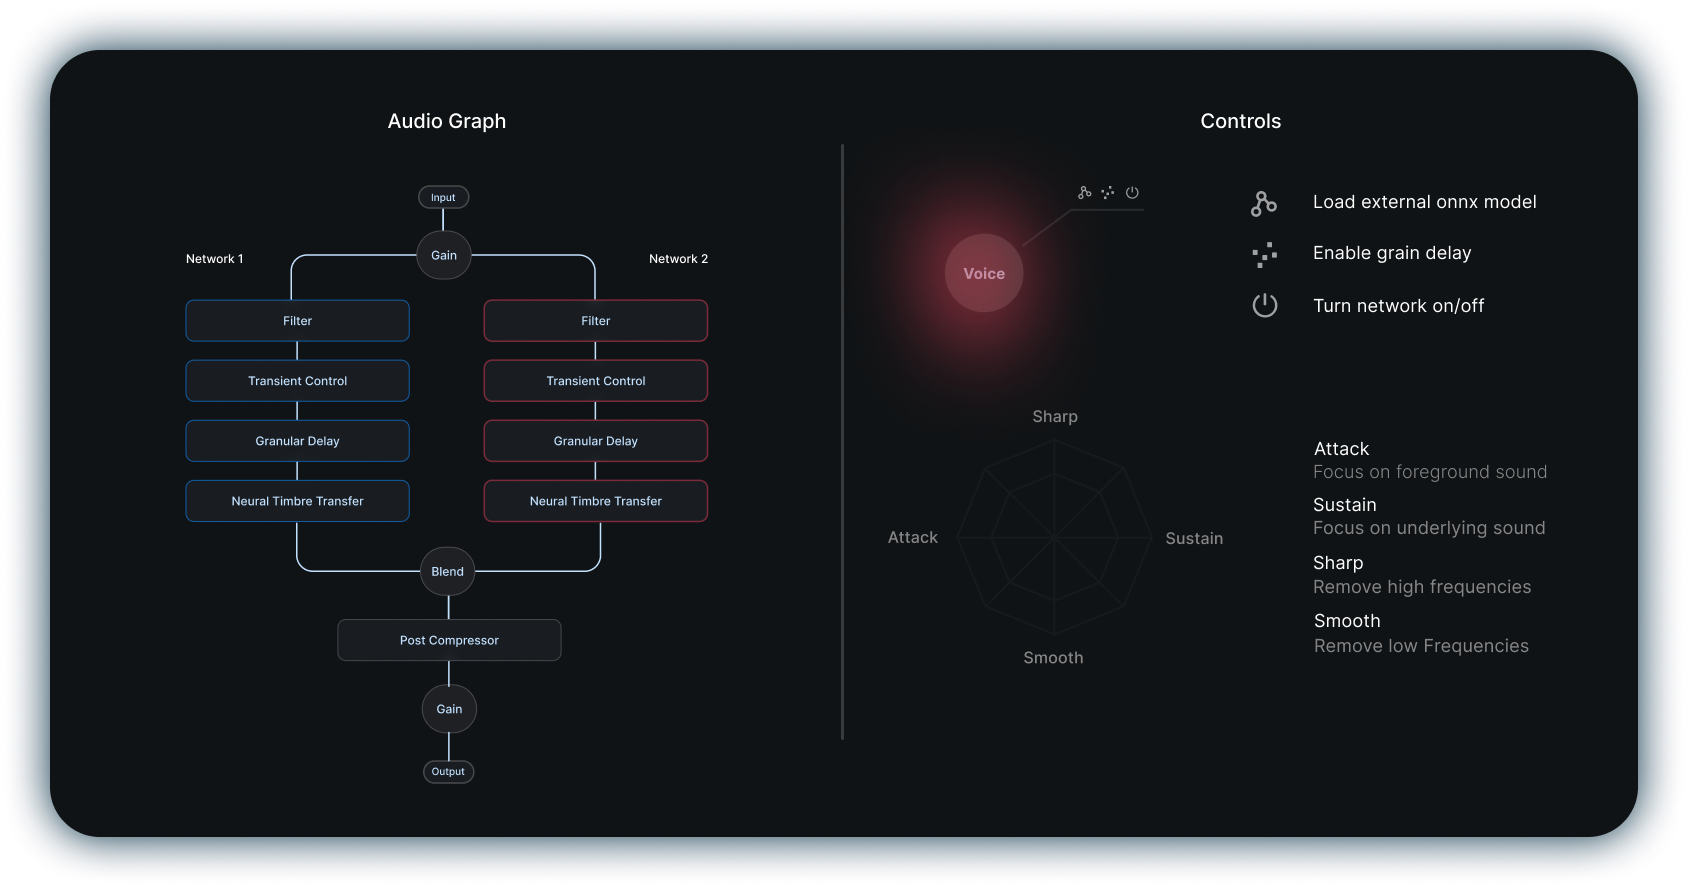 Audio Graph
Input
Gain
Network 1
Network 2
Filter
Filter
Transient Control
Transient Control
Granular Delay
Granular Delay
Neural Timbre Transfer
Neural Timbre Transfer
Blend
Post Compressor
Gain
Output
Controls
Voice
Load external onnx model
Enable grain delay
Turn network on/off
Sharp
Attack
Sustain
Smooth
Attack
Focus on foreground sound
Sustain
Focus on underlying sound
Sharp
Remove high frequencies
Smooth
Remove low Frequencies